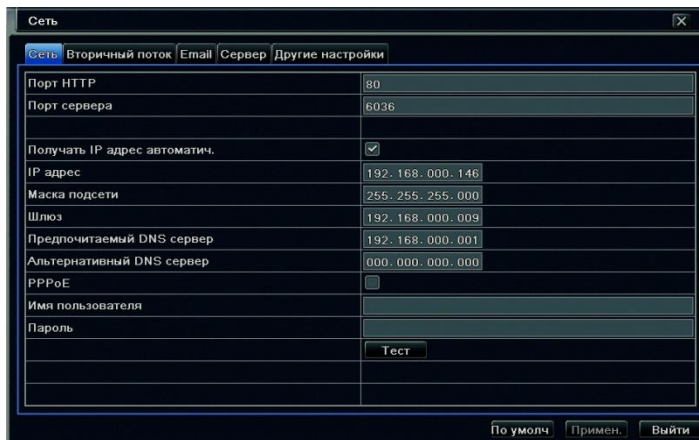 Сеть
Сеть Вторичный поток Email Сервер Другие настройки
Порт HTTP 80
Порт сервера 6036
Получать IP адрес автоматич.
IP адрес 192.168.000.146
Маска подсети 255.255.255.000
Шлюз 192.168.000.009
Предпочитаемый DNS сервер 192.168.000.001
Альтернативный DNS сервер 000.000.000.000
PPPoE
Имя пользователя
Пароль
Тест
По умолч Примен. Выйти